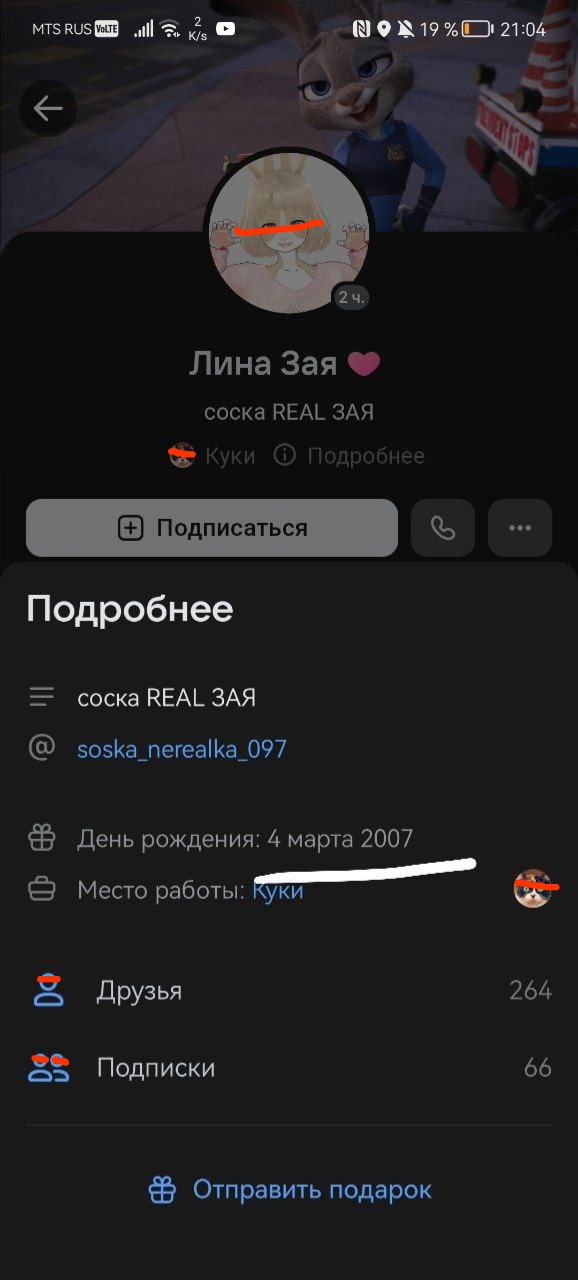 MTS RUS VoLTE 2 K/s 19 % 21:04
2 ч.
Лина Зая
соска REAL ЗАЯ
Куки Подробнее
Подписаться
Подробнее
соска REAL ЗАЯ
@ soska_nerealka_097
День рождения: 4 марта 2007
Место работы: Куки
Друзья 264
Подписки 66
Отправить подарок